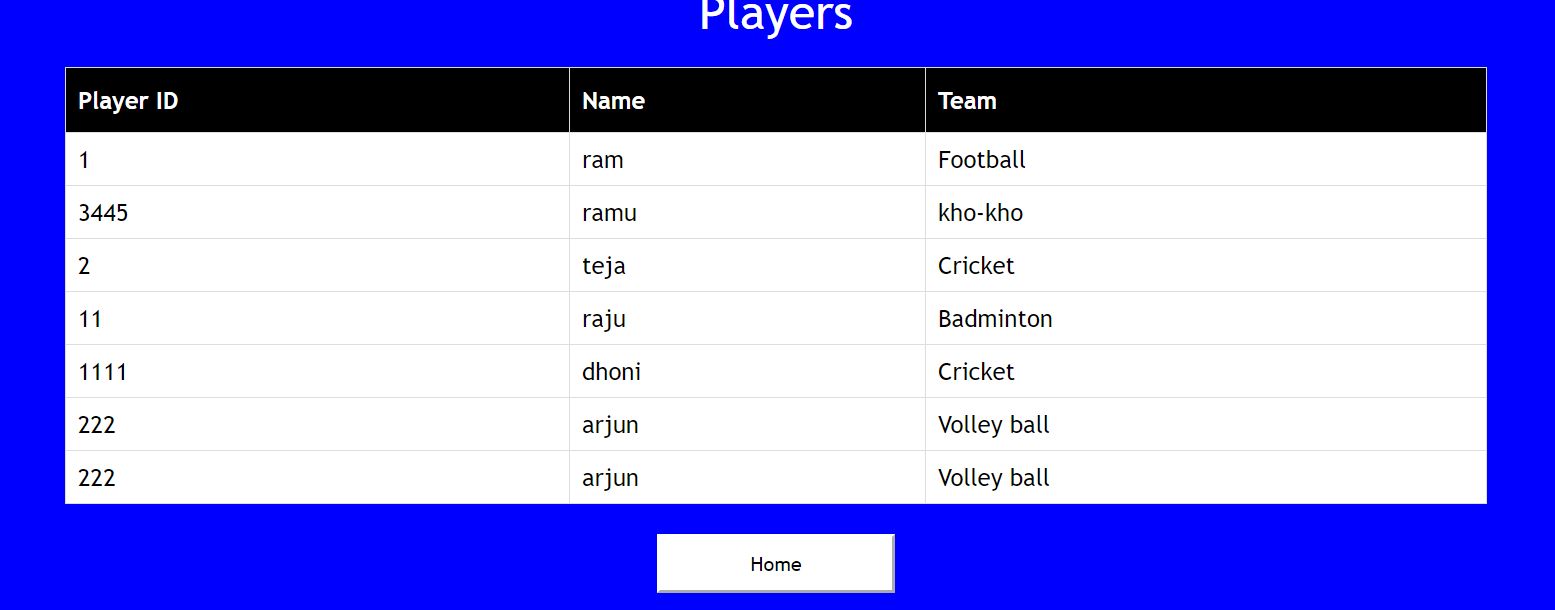 Players
Player ID Name Team
1 ram Football
3445 ramu kho-kho
2 teja Cricket
11 raju Badminton
1111 dhoni Cricket
222 arjun Volley ball
222 arjun Volley ball
Home